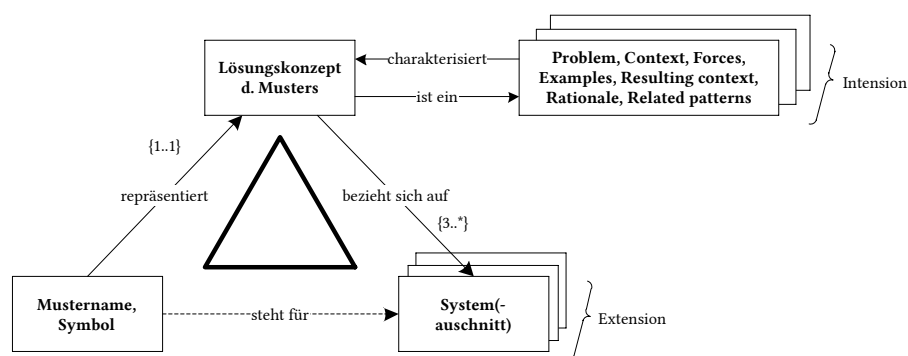 Lösungskonzept
d. Musters
charakterisiert
ist ein
Problem, Context, Forces,
Examples, Resulting context,
Rationale, Related patterns
Intension
{1..1}
repräsentiert
bezieht sich auf
{3..*}
Mustername,
Symbol
steht für
System(-
auschnitt)
Extension